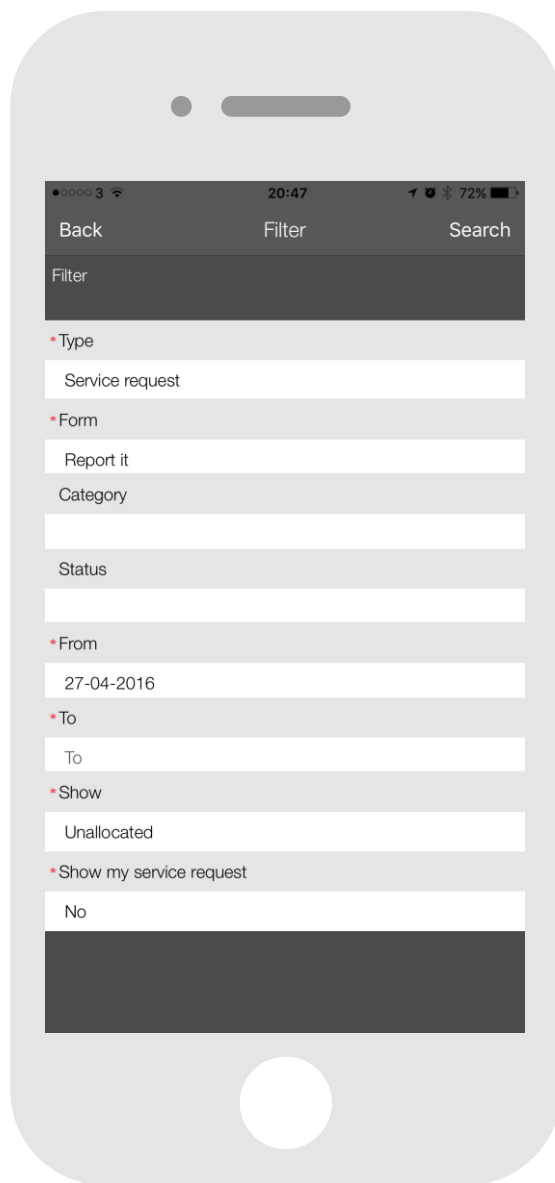 3 20:47 72%
Back Filter Search
Filter
* Type
Service request
* Form
Report it
Category
Status
* From
27-04-2016
* To
To
* Show
Unallocated
* Show my service request
No